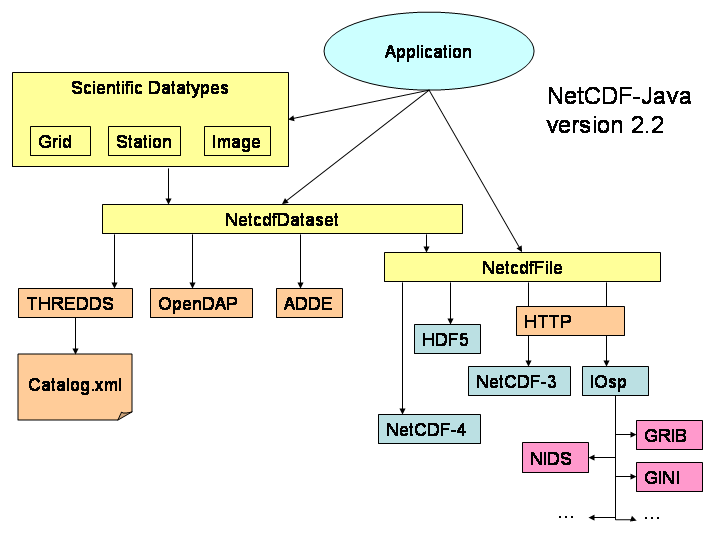 Application
Scientific Datatypes
NetCDF-Java
version 2.2
Grid
Station
Image
NetcdfDataset
NetcdfFile
THREDDS
OpenDAP
ADDE
HTTP
HDF5
Catalog.xml
NetCDF-3
IOsp
NetCDF-4
GRIB
NIDS
GINI
...
...